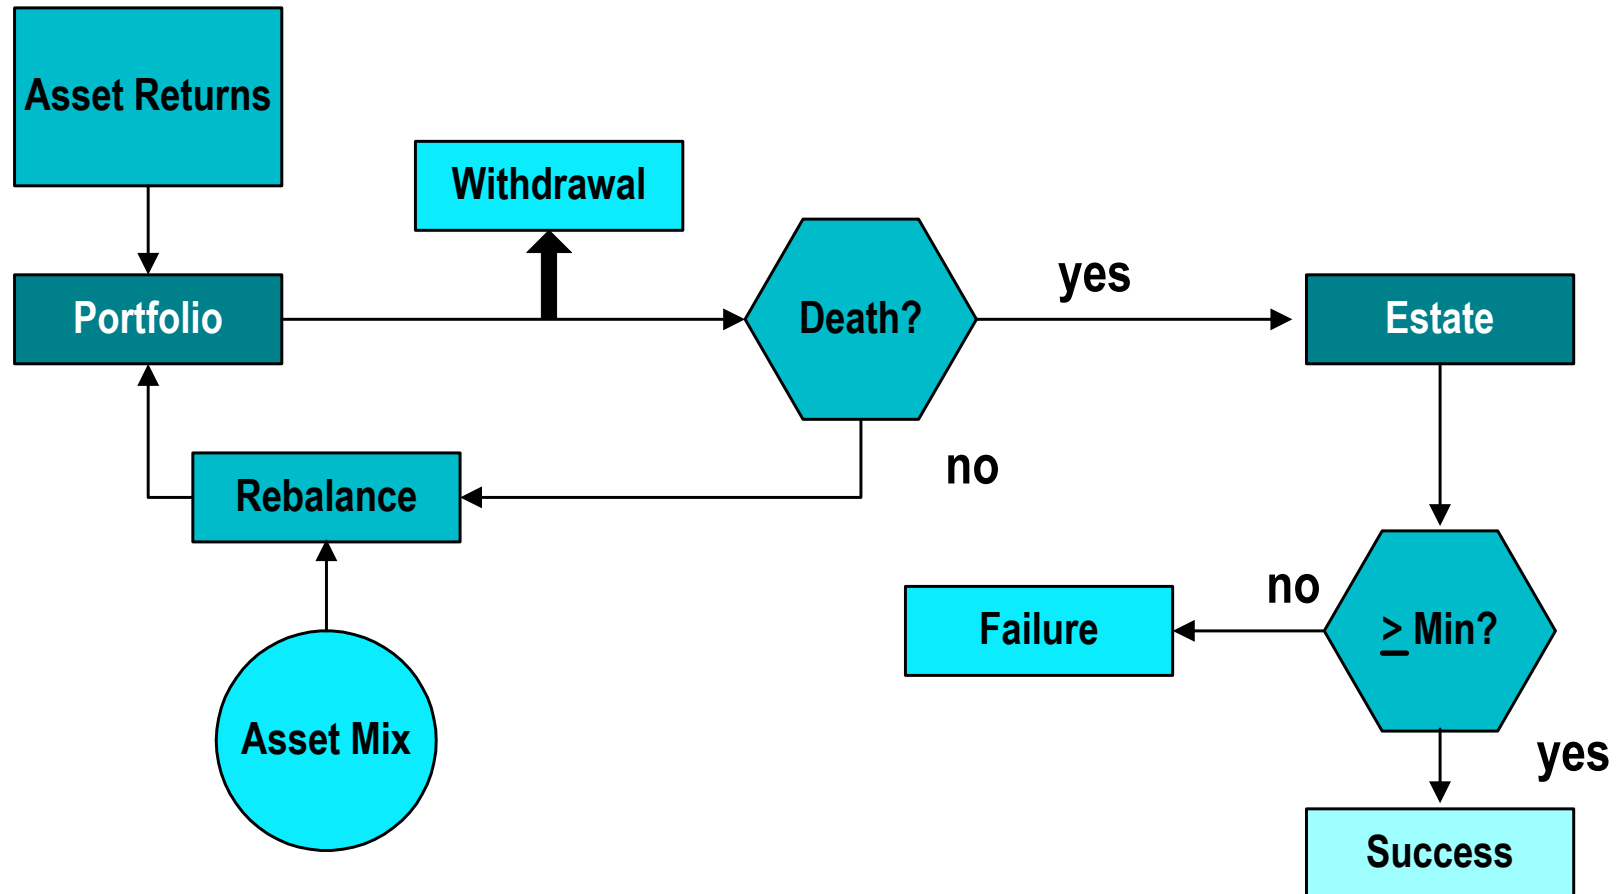 Asset Returns
Withdrawal
Portfolio
Death?
yes
Estate
no
Rebalance
no
Failure
≥ Min?
Asset Mix
yes
Success